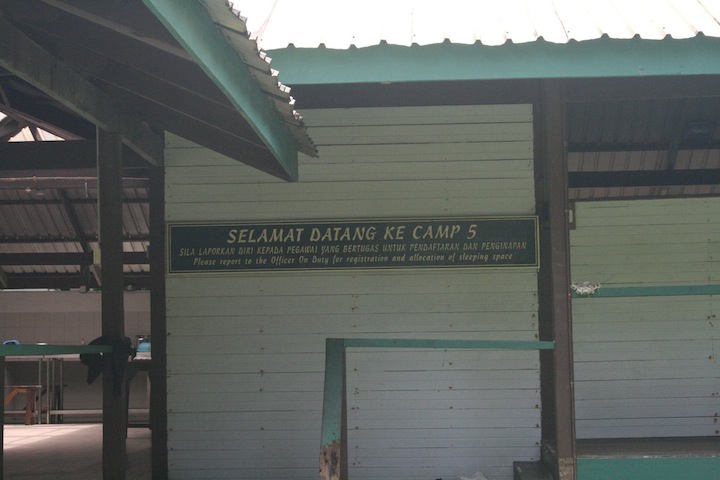 SELAMAT DATANG KE CAMP 5
SILA LAPORKAN DIRI KEPADA PEGAWAI YANG BERTUGAS UNTUK PENDAFTARAN DAN PENGINAPAN
Please report to the Officer On Duty for registration and allocation of sleeping space